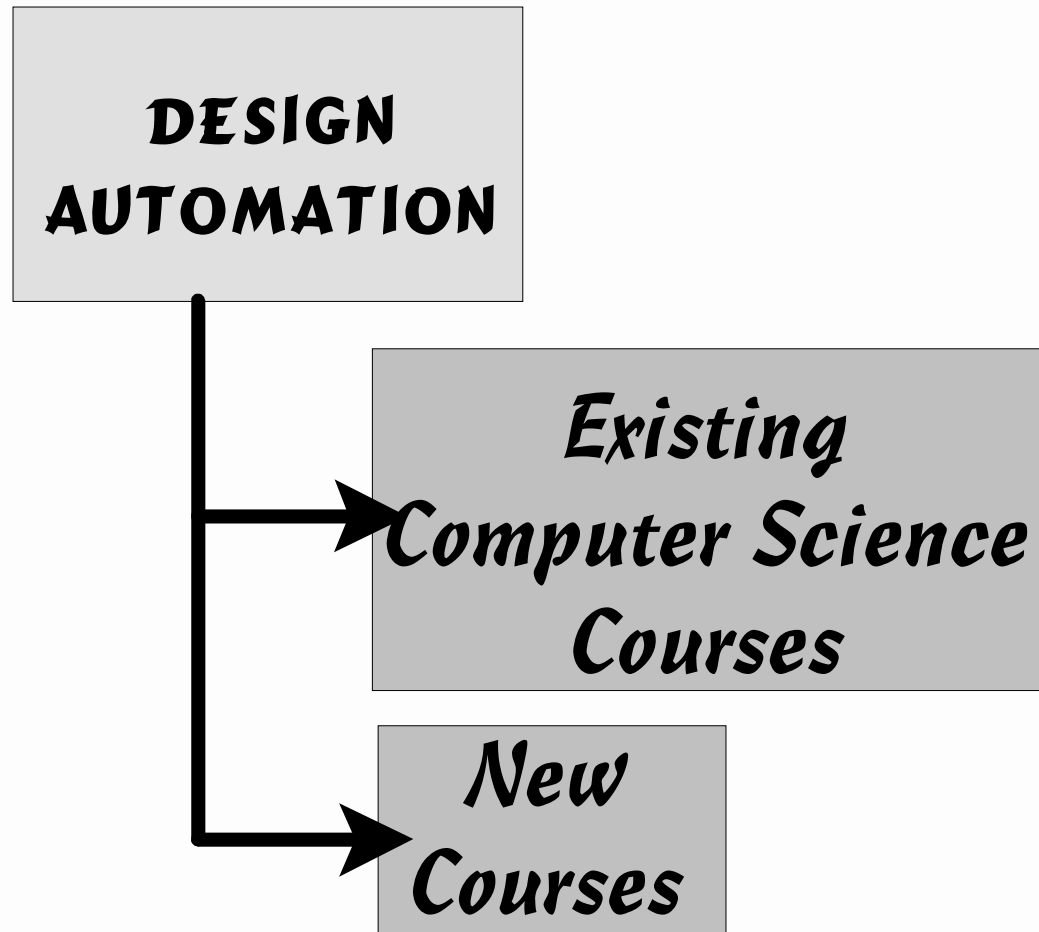 DESIGN
AUTOMATION
Existing
Computer Science
Courses
New
Courses